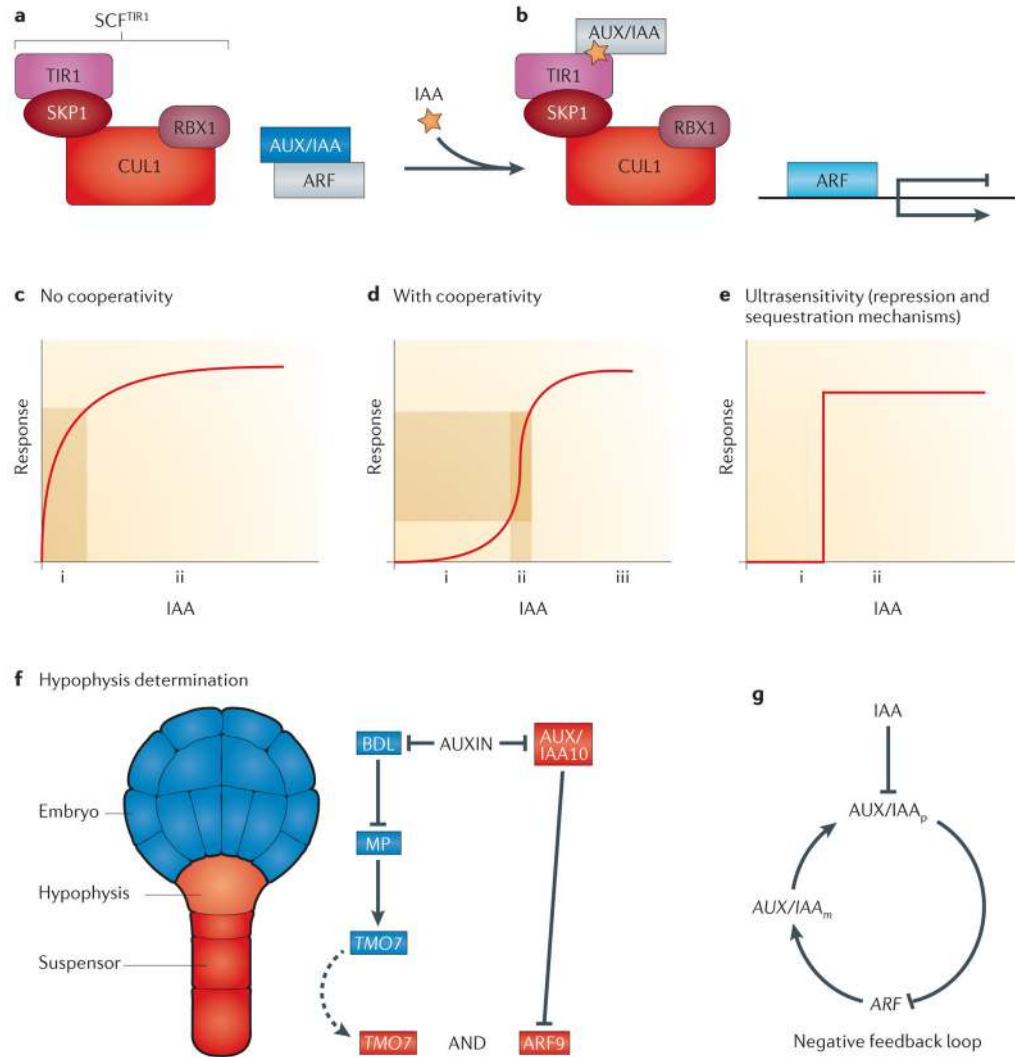 a
SCF^TIR1
TIR1
SKP1
RBX1
CUL1
AUX/IAA
ARF
IAA
b
AUX/IAA
TIR1
SKP1
RBX1
CUL1
ARF
c No cooperativity
Response
i ii
IAA
d With cooperativity
Response
i ii iii
IAA
e Ultrasensitivity (repression and
sequestration mechanisms)
Response
i ii
IAA
f Hypophysis determination
Embryo
Hypophysis
Suspensor
BDL AUXIN AUX/
IAA10
MP
TMO7
TMO7 AND ARF9
g
IAA
AUX/IAAp
AUX/IAAm
ARF
Negative feedback loop